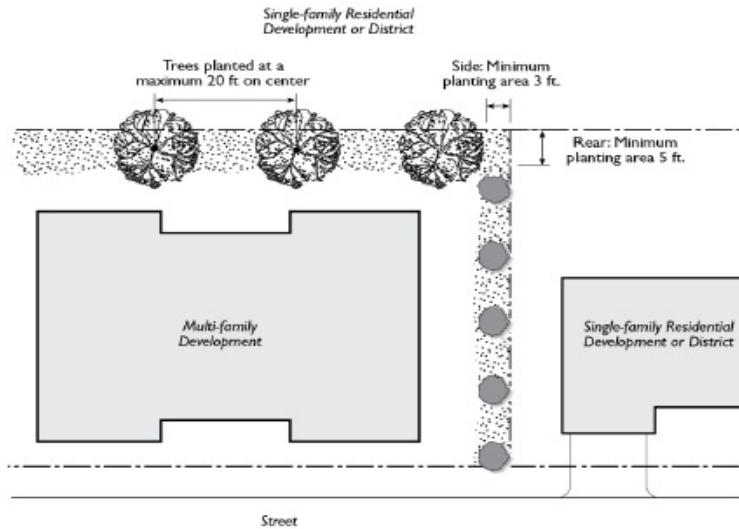 Single-family Residential
Development or District
Trees planted at a
maximum 20 ft on center
Side: Minimum
planting area 3 ft.
Rear: Minimum
planting area 5 ft.
Multi-family
Development
Single-family Residential
Development or District
Street